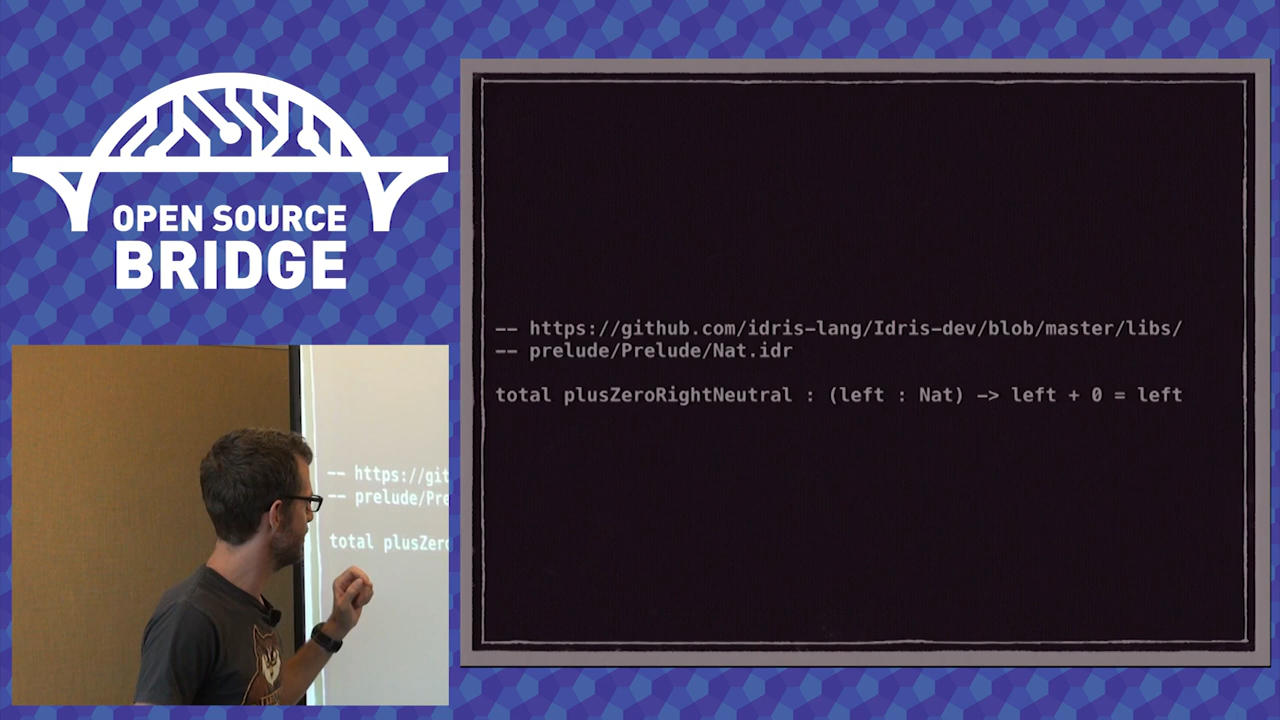 OPEN SOURCE
BRIDGE
-- https://github.com/idris-lang/Idris-dev/blob/master/libs/
-- prelude/Prelude/Nat.idr
total plusZeroRightNeutral : (left : Nat) -> left + 0 = left
-- https://git
-- prelude/Pre
total plusZero